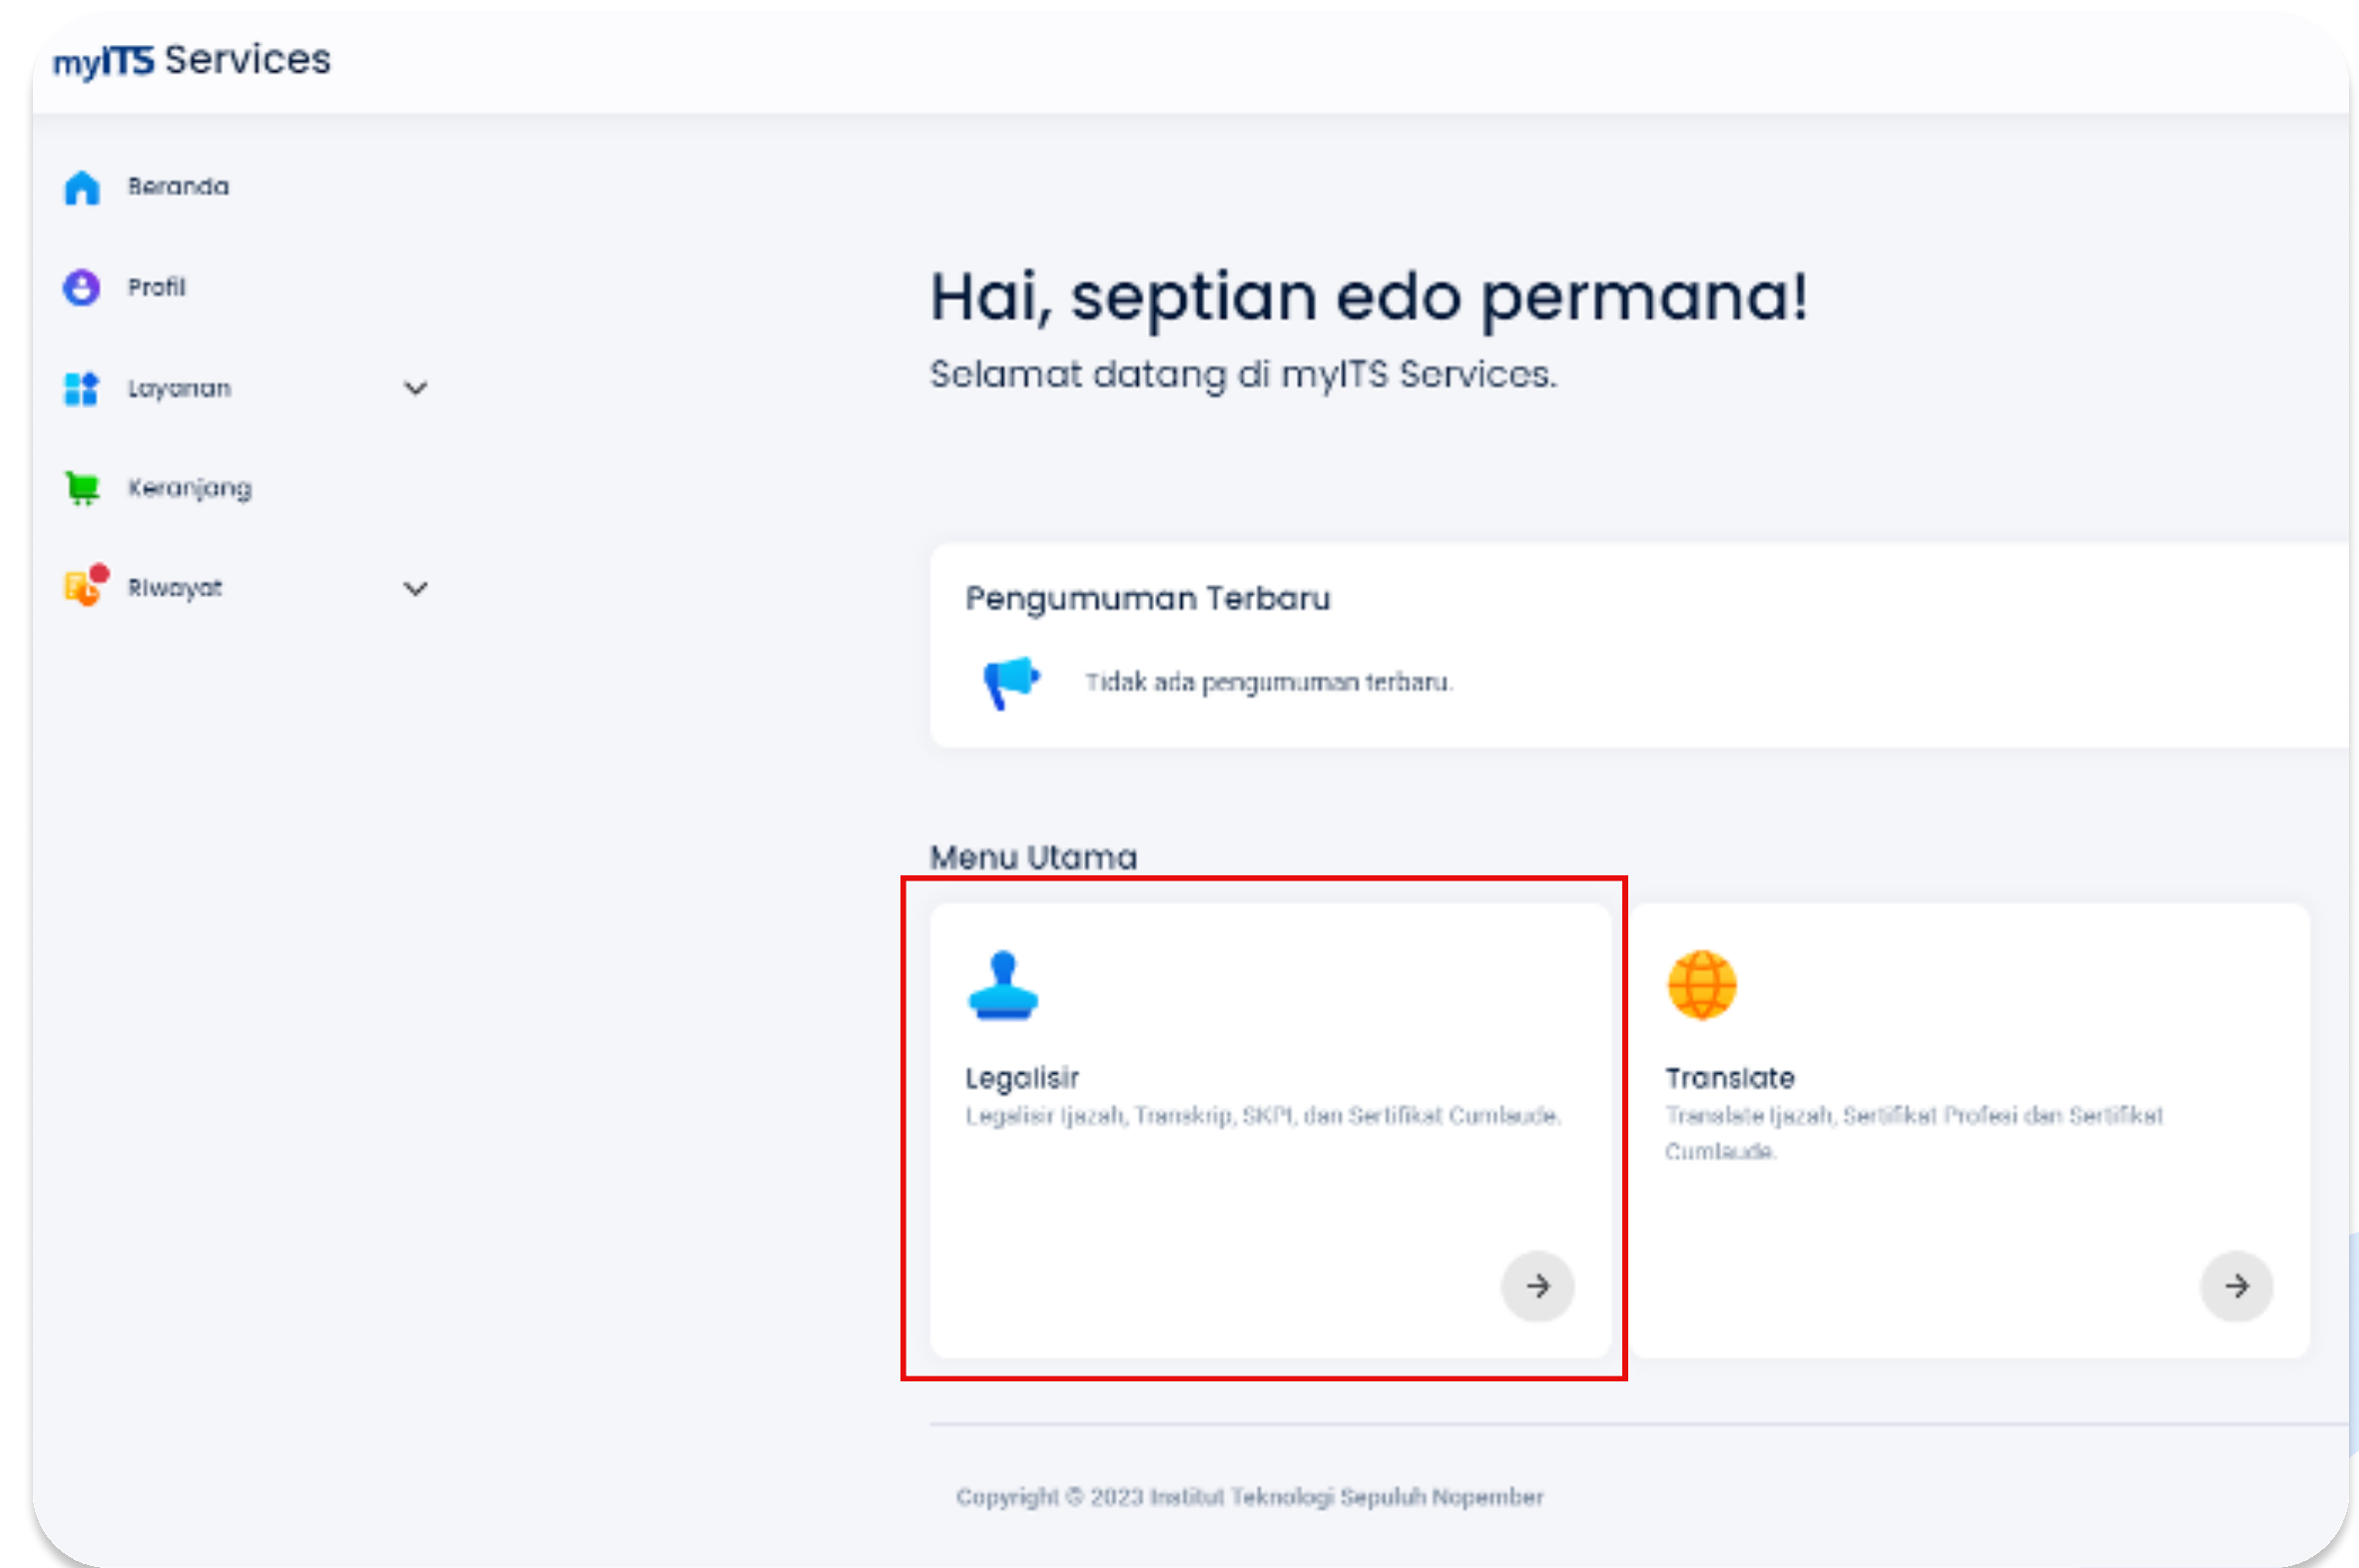 myITS Services
Beranda
Profil
Layanan
Keranjang
Riwayat
Hai, septian edo permana!
Selamat datang di myITS Services.
Pengumuman Terbaru
Tidak ada pengumuman terbaru.
Menu Utama
Legalisir
Legalisir Ijazah, Transkrip, SKPI, dan Sertifikat Cumlaude.
Translate
Translate Ijazah, Sertifikat Profesi dan Sertifikat
Cumlaude.
Copyright © 2023 Institut Teknologi Sepuluh Nopember